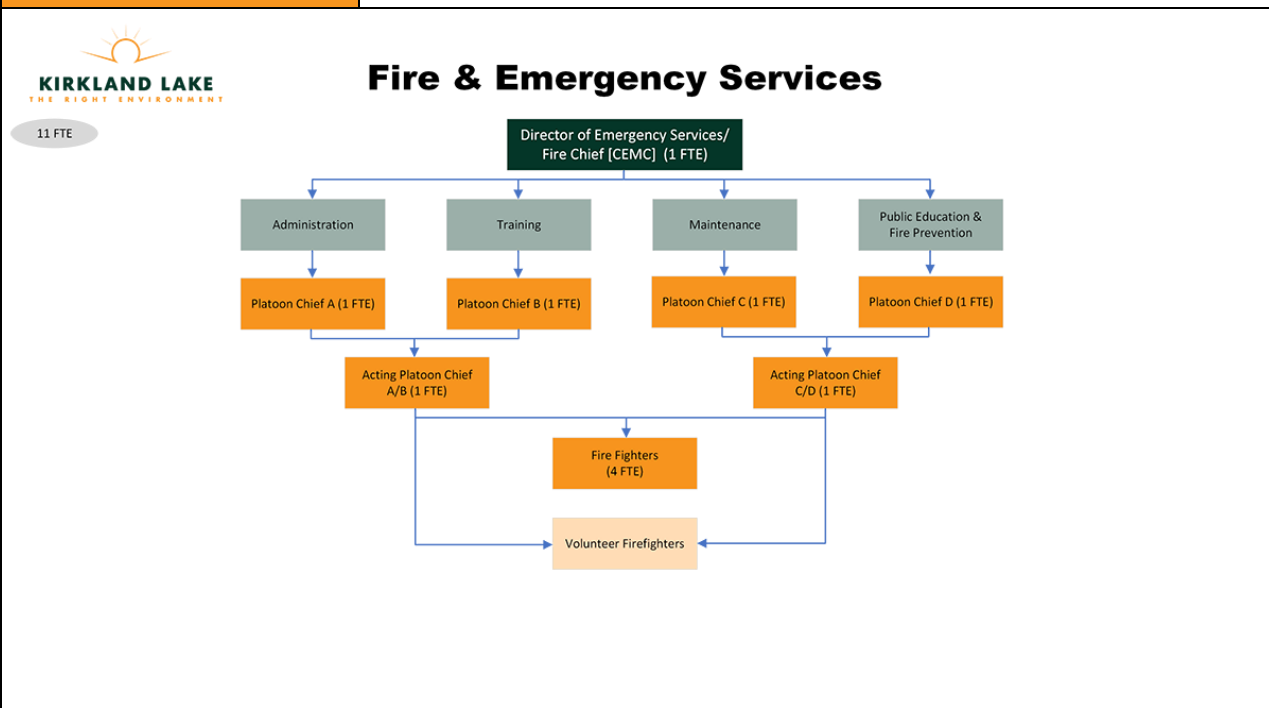 KIRKLAND LAKE
THE RIGHT ENVIRONMENT
Fire & Emergency Services
11 FTE
Director of Emergency Services/
Fire Chief [CEMC] (1 FTE)
Administration
Training
Maintenance
Public Education &
Fire Prevention
Platoon Chief A (1 FTE)
Platoon Chief B (1 FTE)
Platoon Chief C (1 FTE)
Platoon Chief D (1 FTE)
Acting Platoon Chief
A/B (1 FTE)
Acting Platoon Chief
C/D (1 FTE)
Fire Fighters
(4 FTE)
Volunteer Firefighters